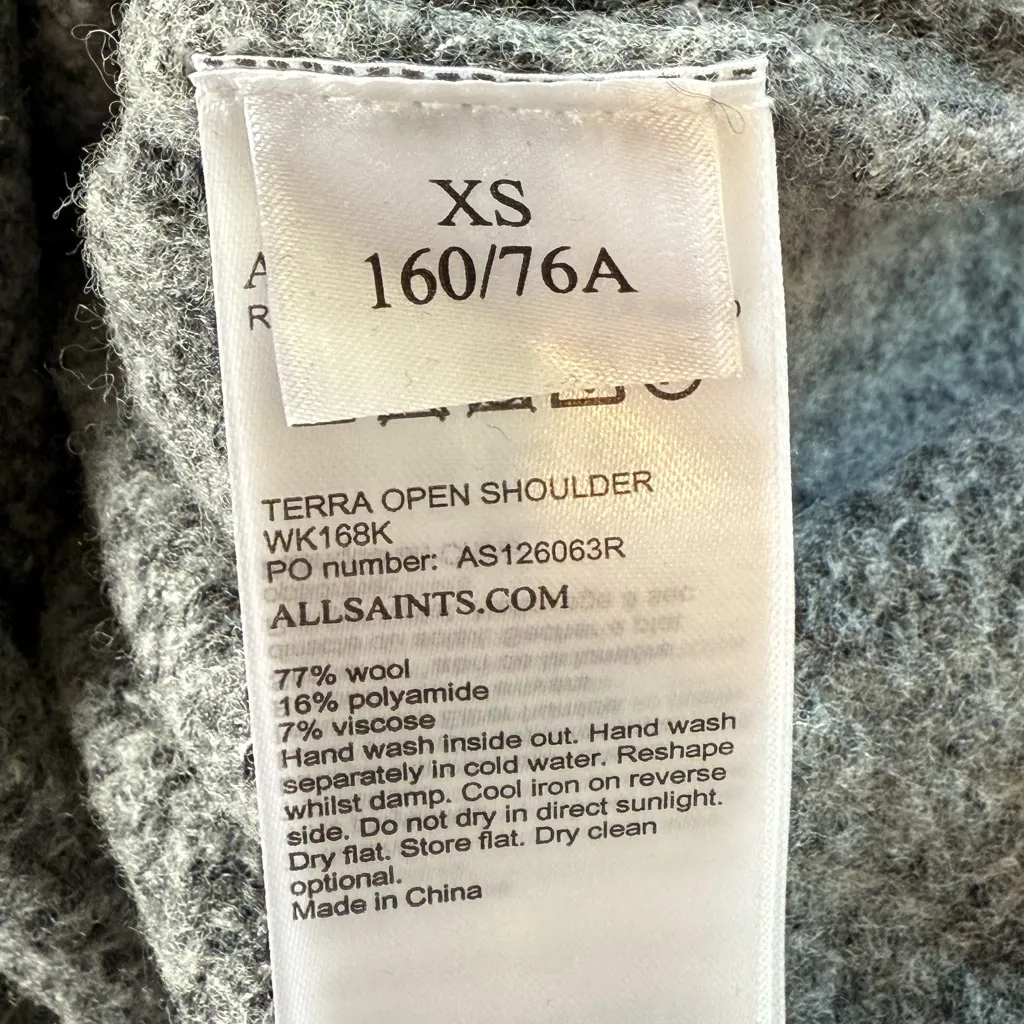 XS
160/76A
A
R
TERRA OPEN SHOULDER
WK168K
PO number: AS126063R
ALLSAINTS.COM
77% wool
16% polyamide
7% viscose
Hand wash inside out. Hand wash
separately in cold water. Reshape
whilst damp. Cool iron on reverse
side. Do not dry in direct sunlight.
Dry flat. Store flat. Dry clean
optional.
Made in China